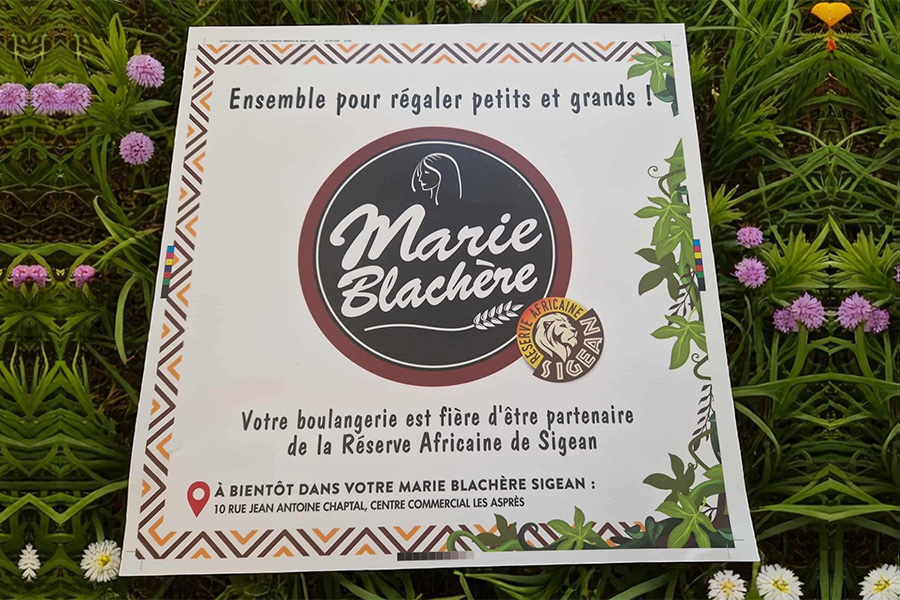 Ensemble pour régaler petits et grands !
Marie
Blachère
RÉSERVE AFRICAINE
SIGEAN
Votre boulangerie est fière d'être partenaire
de la Réserve Africaine de Sigean
À BIENTÔT DANS VOTRE MARIE BLACHÈRE SIGEAN :
10 RUE JEAN ANTOINE CHAPTAL, CENTRE COMMERCIAL LES ASPRÈS